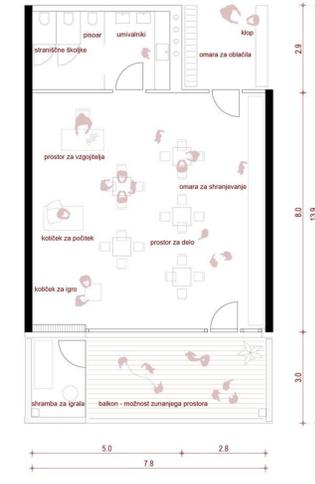 pisoar
umivalniki
klop
straniščne školjke
omara za oblačila
2.9
prostor za vzgojitelja
omara za shranjevanje
8.0
13.9
kotiček za počitek
prostor za delo
kotiček za igro
3.0
shramba za igrala
balkon - možnost zunanjega prostora
5.0
2.8
7.8